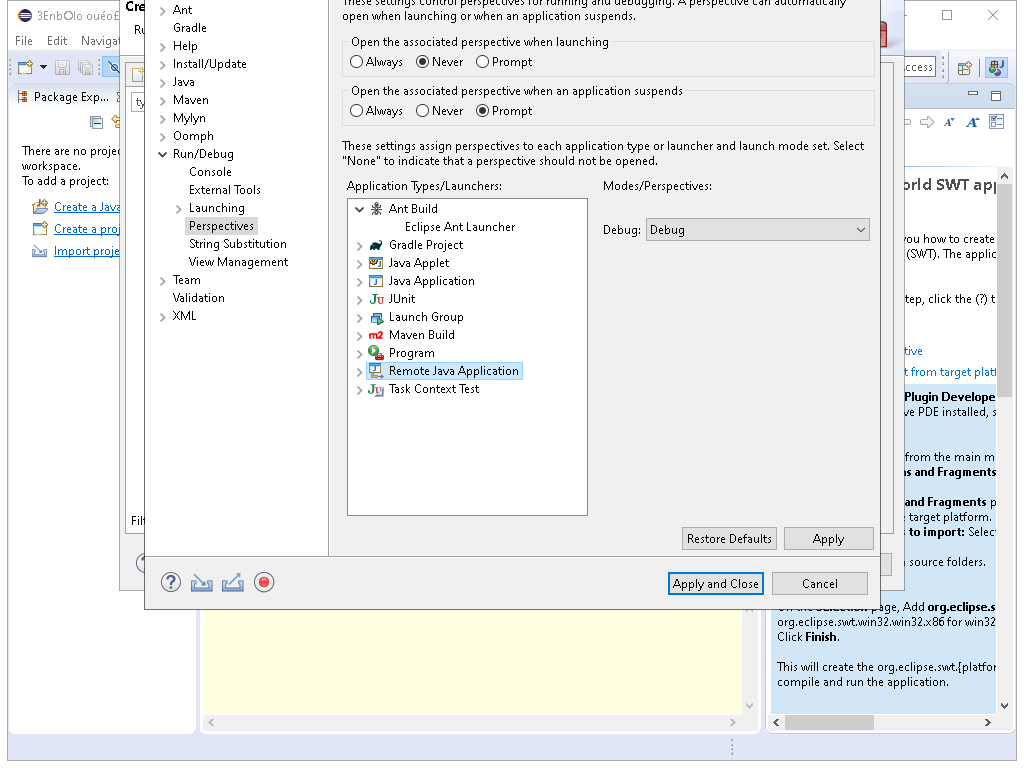 3EnbOlo ouéof
File Edit Navigat
Package Exp...
There are no proje
workspace.
To add a project:
Create a Java
Create a proj
Import proje
Cre
Ru
ty
Filt
Ant
Gradle
Help
Install/Update
Java
Maven
Mylyn
Oomph
Run/Debug
Console
External Tools
Launching
Perspectives
String Substitution
View Management
Team
Validation
XML
These settings control perspectives for running and debugging. A perspective can automatically
open when launching or when an application suspends.
Open the associated perspective when launching
Always Never Prompt
Open the associated perspective when an application suspends
Always Never Prompt
These settings assign perspectives to each application type or launcher and launch mode set. Select
"None" to indicate that a perspective should not be opened.
Application Types/Launchers:
Modes/Perspectives:
Ant Build
Eclipse Ant Launcher
Gradle Project
Java Applet
Java Application
JUnit
Launch Group
Maven Build
Program
Remote Java Application
Task Context Test
Debug: Debug
Restore Defaults Apply
Apply and Close Cancel
ccess
orld SWT app
you how to create
(SWT). The applic
tep, click the (?) t
tive
t from target platf
Plugin Develope
ve PDE installed, s
from the main m
ns and Fragments
and Fragments p
target platform.
s to import: Selec
source folders.
On the Selection page, Add org.eclipse.s
org.eclipse.swt.win32.win32.x86 for win32
Click Finish.
This will create the org.eclipse.swt.{platfor
compile and run the application.